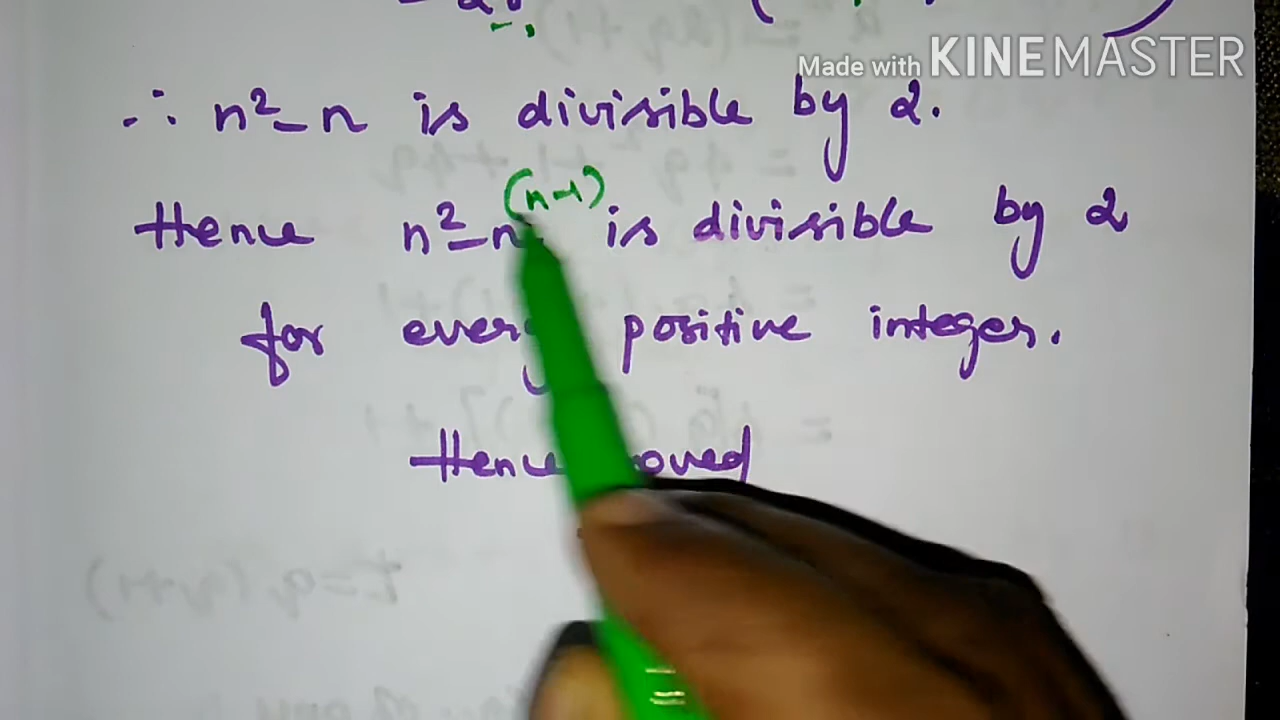 Made with KINEMASTER
∴ n²-n is divisible by 2.
(n-1)
Hence n²-n is divisible by 2
for every positive integer.
Hence proved